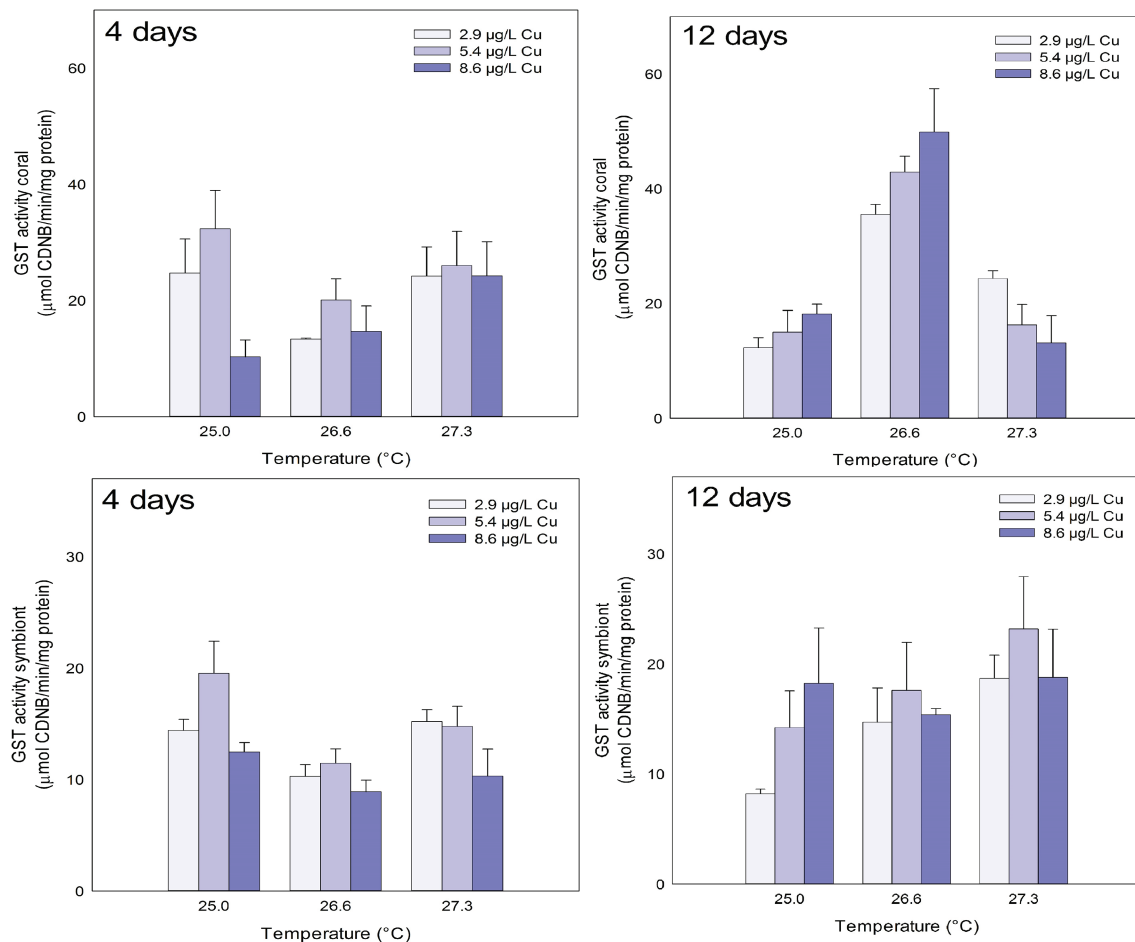 4 days
2.9 µg/L Cu
5.4 µg/L Cu
8.6 µg/L Cu
60
40
20
0
GST activity coral
(µmol CDNB/min/mg protein)
25.0 26.6 27.3
Temperature (°C)
12 days
2.9 µg/L Cu
5.4 µg/L Cu
8.6 µg/L Cu
60
40
20
0
GST activity coral
(µmol CDNB/min/mg protein)
25.0 26.6 27.3
Temperature (°C)
4 days
2.9 µg/L Cu
5.4 µg/L Cu
8.6 µg/L Cu
30
20
10
0
GST activity symbiont
(µmol CDNB/min/mg protein)
25.0 26.6 27.3
Temperature (°C)
12 days
2.9 µg/L Cu
5.4 µg/L Cu
8.6 µg/L Cu
30
20
10
0
GST activity symbiont
(µmol CDNB/min/mg protein)
25.0 26.6 27.3
Temperature (°C)